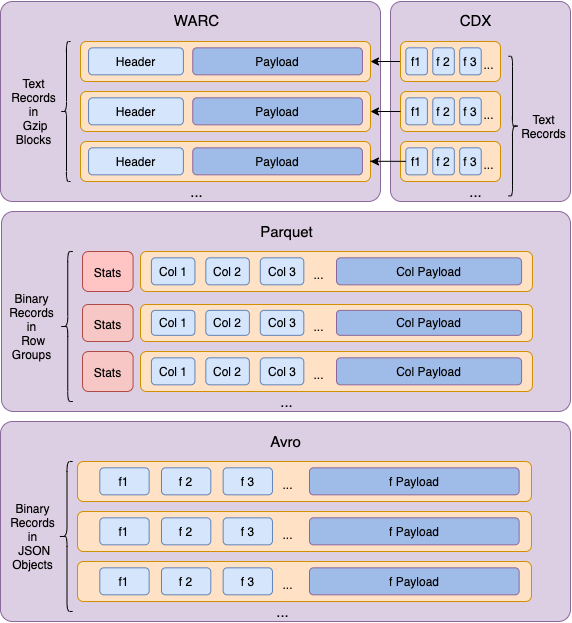 WARC
CDX
Text
Records
in
Gzip
Blocks
Header Payload
f1 f 2 f 3 ...
Header Payload
f1 f 2 f 3 ...
Header Payload
f1 f 2 f 3 ...
...
...
Text
Records
Parquet
Binary
Records
in
Row
Groups
Stats Col 1 Col 2 Col 3 ... Col Payload
Stats Col 1 Col 2 Col 3 ... Col Payload
Stats Col 1 Col 2 Col 3 ... Col Payload
...
Avro
Binary
Records
in
JSON
Objects
f1 f 2 f 3 ... f Payload
f1 f 2 f 3 ... f Payload
f1 f 2 f 3 ... f Payload
...